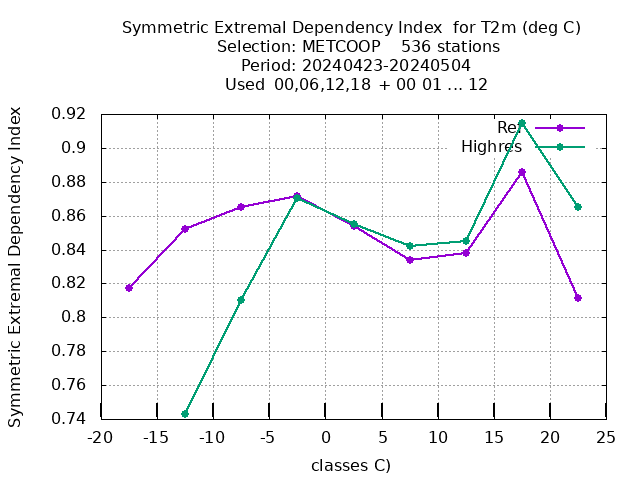 Symmetric Extremal Dependency Index  for T2m (deg C)
Selection: METCOOP    536 stations
Period: 20240423-20240504
Used  00,06,12,18  + 00 01 ... 12
Symmetric Extremal Dependency Index
0.92
0.9
0.88
0.86
0.84
0.82
0.8
0.78
0.76
0.74
Highres
-20 -15 -10 -5 0 5 10 15 20 25
classes C)